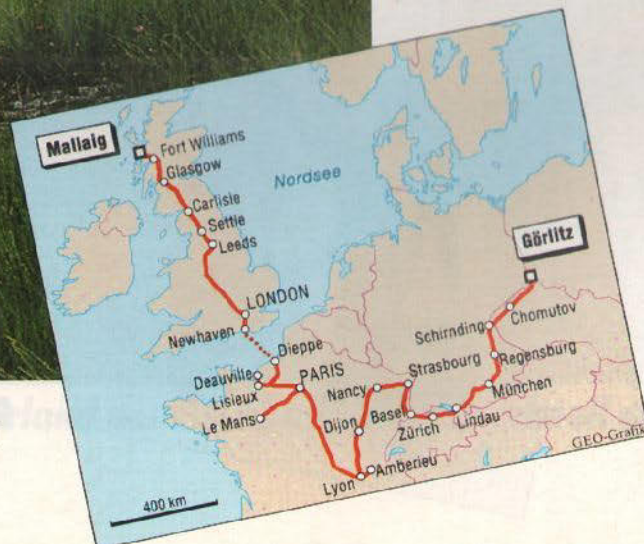 Mallaig
Fort Williams
Glasgow
Nordsee
Carlisle
Settle
Leeds
Görlitz
LONDON
Newhaven
Chomutov
Schirnding
Dieppe
Regensburg
Deauville
PARIS
Strasbourg
Lisieux
Nancy
München
Le Mans
Basel
Dijon
Zürich
Lindau
GEO-Grafik
Amberieu
Lyon
400 km